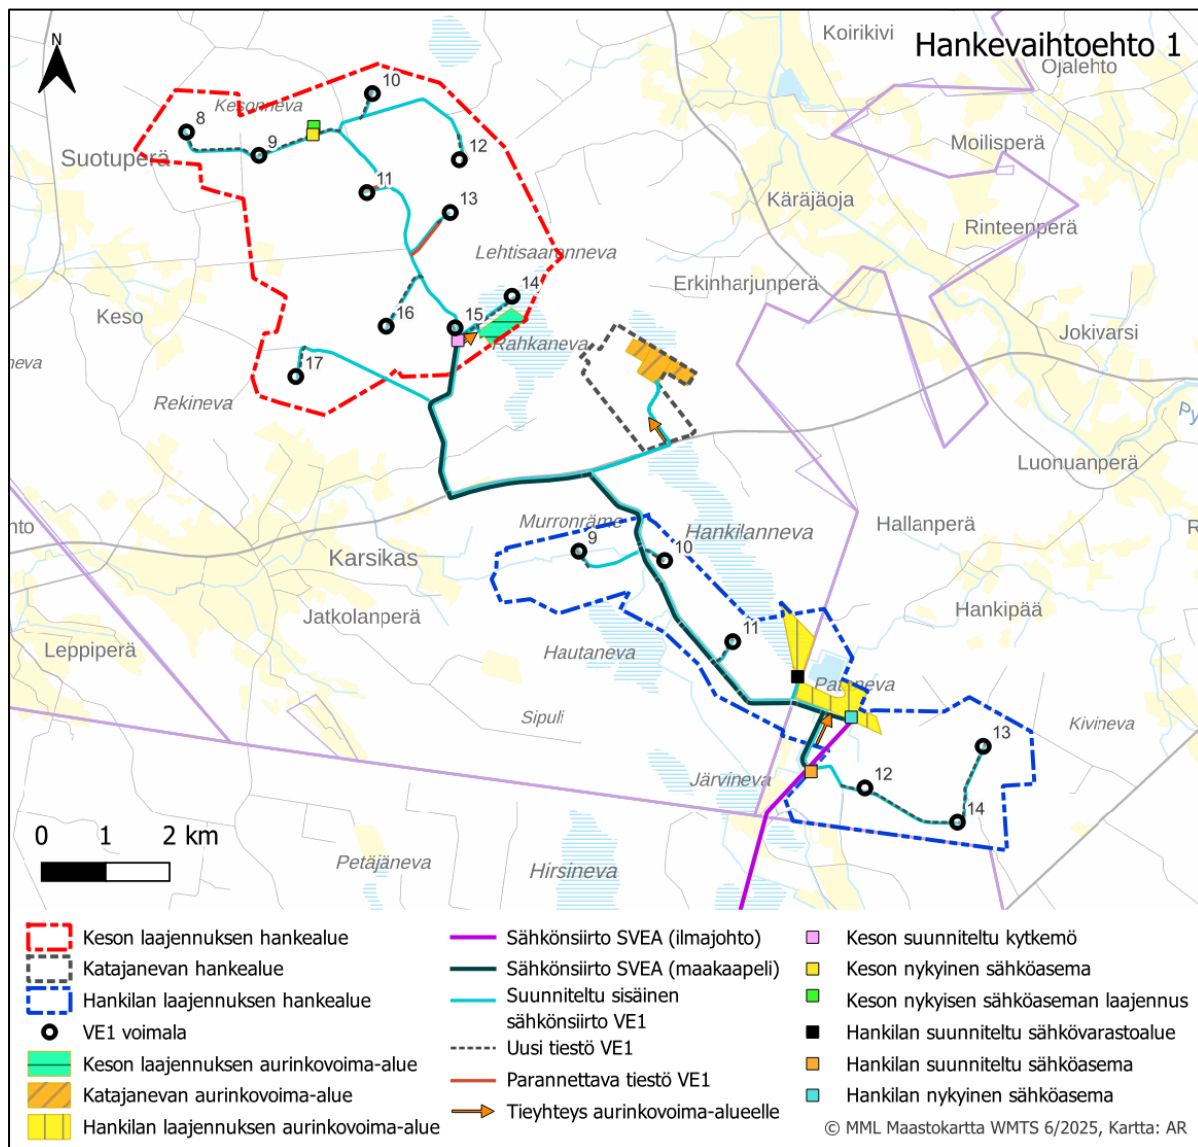 Hankevaihtoehto 1
N
Koirikivi
Ojalehto
Kesonneva
Suotuperä
Moilisperä
Käräjäoja
Rinteenperä
8
9
10
12
11
13
Lehtisaarenneva
Erkinharjunperä
14
15
16
17
Keso
Rahkaneva
Jokivarsi
neva
Rekineva
Py
Luonuanperä
Murronräme
Hankilanneva
Hallanperä
hto
R
Karsikas
9
10
Jatkolanperä
Hankipää
Leppiperä
Hautaneva
11
Pataneva
Sipuli
Kivineva
13
Järvineva
12
14
0 1 2 km
Petäjäneva
Hirsineva
Keson laajennuksen hankealue
Katajanevan hankealue
Hankilan laajennuksen hankealue
VE1 voimala
Keson laajennuksen aurinkovoima-alue
Katajanevan aurinkovoima-alue
Hankilan laajennuksen aurinkovoima-alue
Sähkönsiirto SVEA (ilmajohto)
Sähkönsiirto SVEA (maakaapeli)
Suunniteltu sisäinen
sähkönsiirto VE1
Uusi tiestö VE1
Parannettava tiestö VE1
Tieyhteys aurinkovoima-alueelle
Keson suunniteltu kytkemö
Keson nykyinen sähköasema
Keson nykyisen sähköaseman laajennus
Hankilan suunniteltu sähkövarastoalue
Hankilan suunniteltu sähköasema
Hankilan nykyinen sähköasema
© MML Maastokartta WMTS 6/2025, Kartta: AR